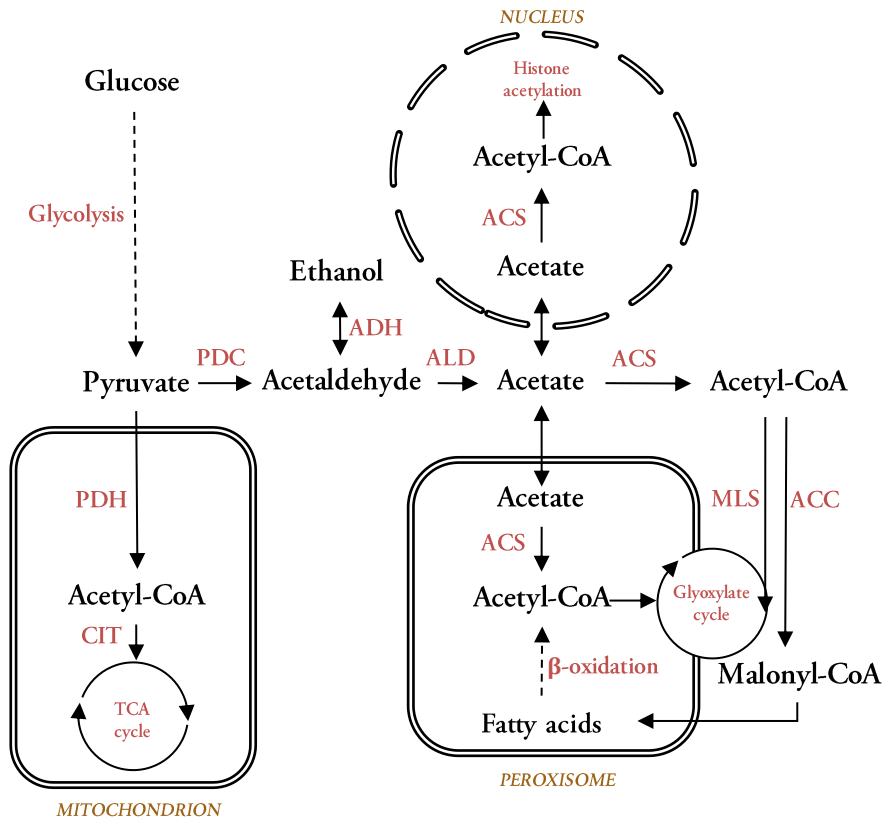 NUCLEUS
Histone
acetylation
Glucose
Acetyl-CoA
Glycolysis
ACS
Ethanol
Acetate
ADH
PDC
ALD
ACS
Pyruvate
Acetaldehyde
Acetate
Acetyl-CoA
PDH
Acetate
MLS
ACC
ACS
Acetyl-CoA
Acetyl-CoA
Glyoxylate
cycle
CIT
β-oxidation
Malonyl-CoA
TCA
cycle
Fatty acids
PEROXISOME
MITOCHONDRION